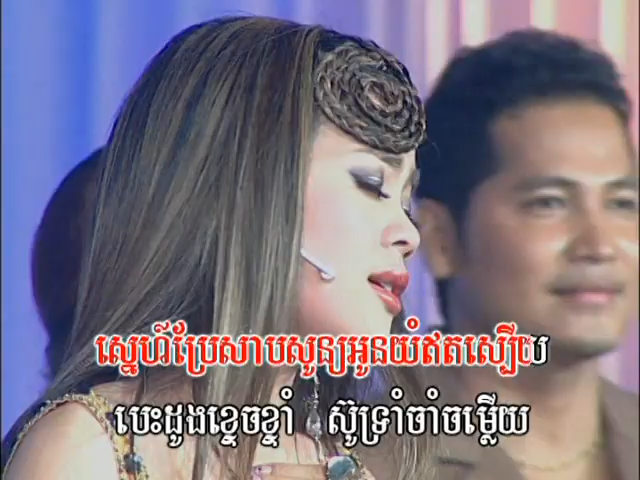 ស្នេហ៍ប្រែសាបសូន្យអូនយំឥតស្បើយ
បេះដូងខ្ទេចខ្ទាំ ស៊ូទ្រាំចាំចម្លើយ